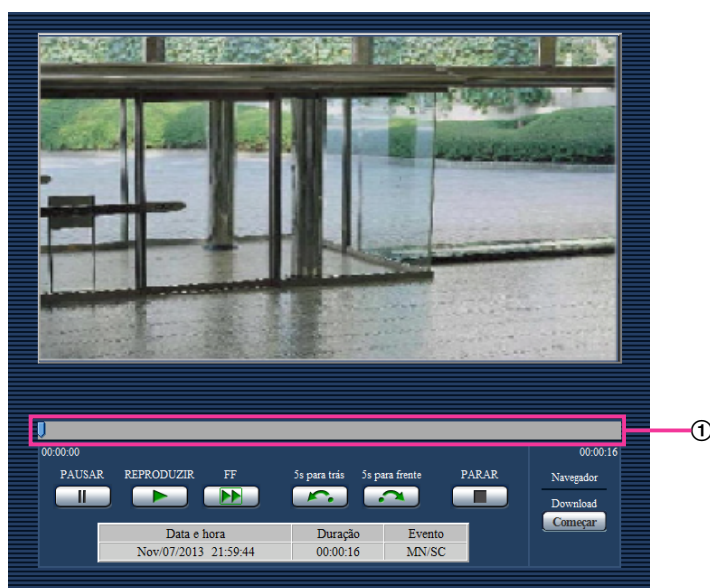 ①
00:00:00 00:00:16
PAUSAR REPRODUZIR FF 5s para trás 5s para frente PARAR
Navegador
Download
Começar
Data e hora Duração Evento
Nov/07/2013 21:59:44 00:00:16 MN/SC